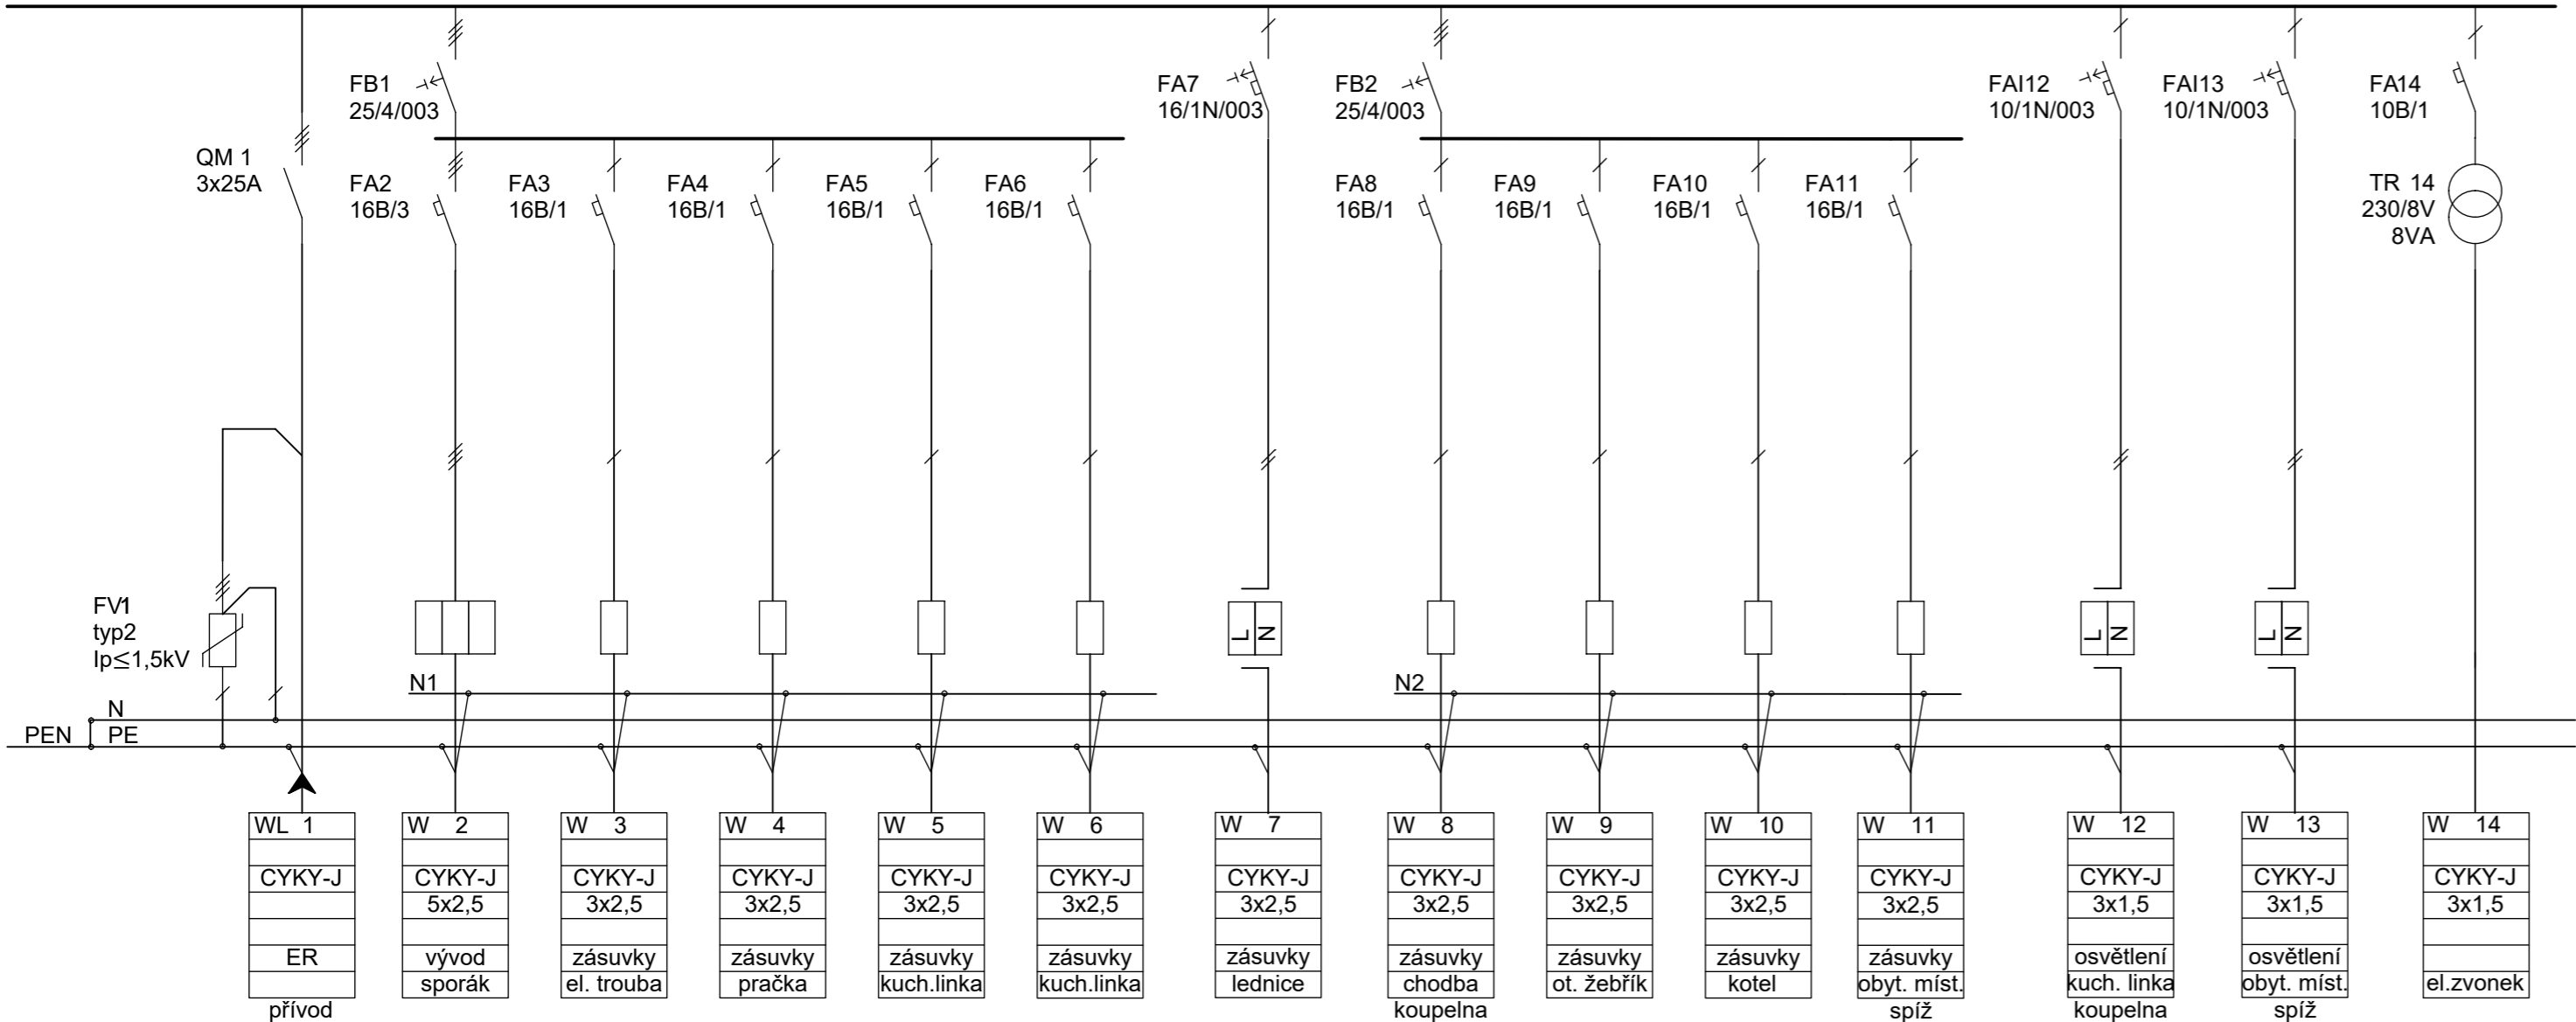 FB1
25/4/003
FA7
16/1N/003
FB2
25/4/003
FAI12
10/1N/003
FAI13
10/1N/003
FA14
10B/1
QM 1
3x25A
FA2
16B/3
FA3
16B/1
FA4
16B/1
FA5
16B/1
FA6
16B/1
FA8
16B/1
FA9
16B/1
FA10
16B/1
FA11
16B/1
TR 14
230/8V
8VA
FV1
typ2
Ip≤1,5kV
L N
L N
L N
N1
N2
N
PEN
PE
WL 1
CYKY-J
ER
přívod
W 2
CYKY-J
5x2,5
vývod
sporák
W 3
CYKY-J
3x2,5
zásuvky
el. trouba
W 4
CYKY-J
3x2,5
zásuvky
pračka
W 5
CYKY-J
3x2,5
zásuvky
kuch.linka
W 6
CYKY-J
3x2,5
zásuvky
kuch.linka
W 7
CYKY-J
3x2,5
zásuvky
lednice
W 8
CYKY-J
3x2,5
zásuvky
chodba
koupelna
W 9
CYKY-J
3x2,5
zásuvky
ot. žebřík
W 10
CYKY-J
3x2,5
zásuvky
kotel
W 11
CYKY-J
3x2,5
zásuvky
obyt. míst.
spíž
W 12
CYKY-J
3x1,5
osvětlení
kuch. linka
koupelna
W 13
CYKY-J
3x1,5
osvětlení
obyt. míst.
spíž
W 14
CYKY-J
3x1,5
el.zvonek